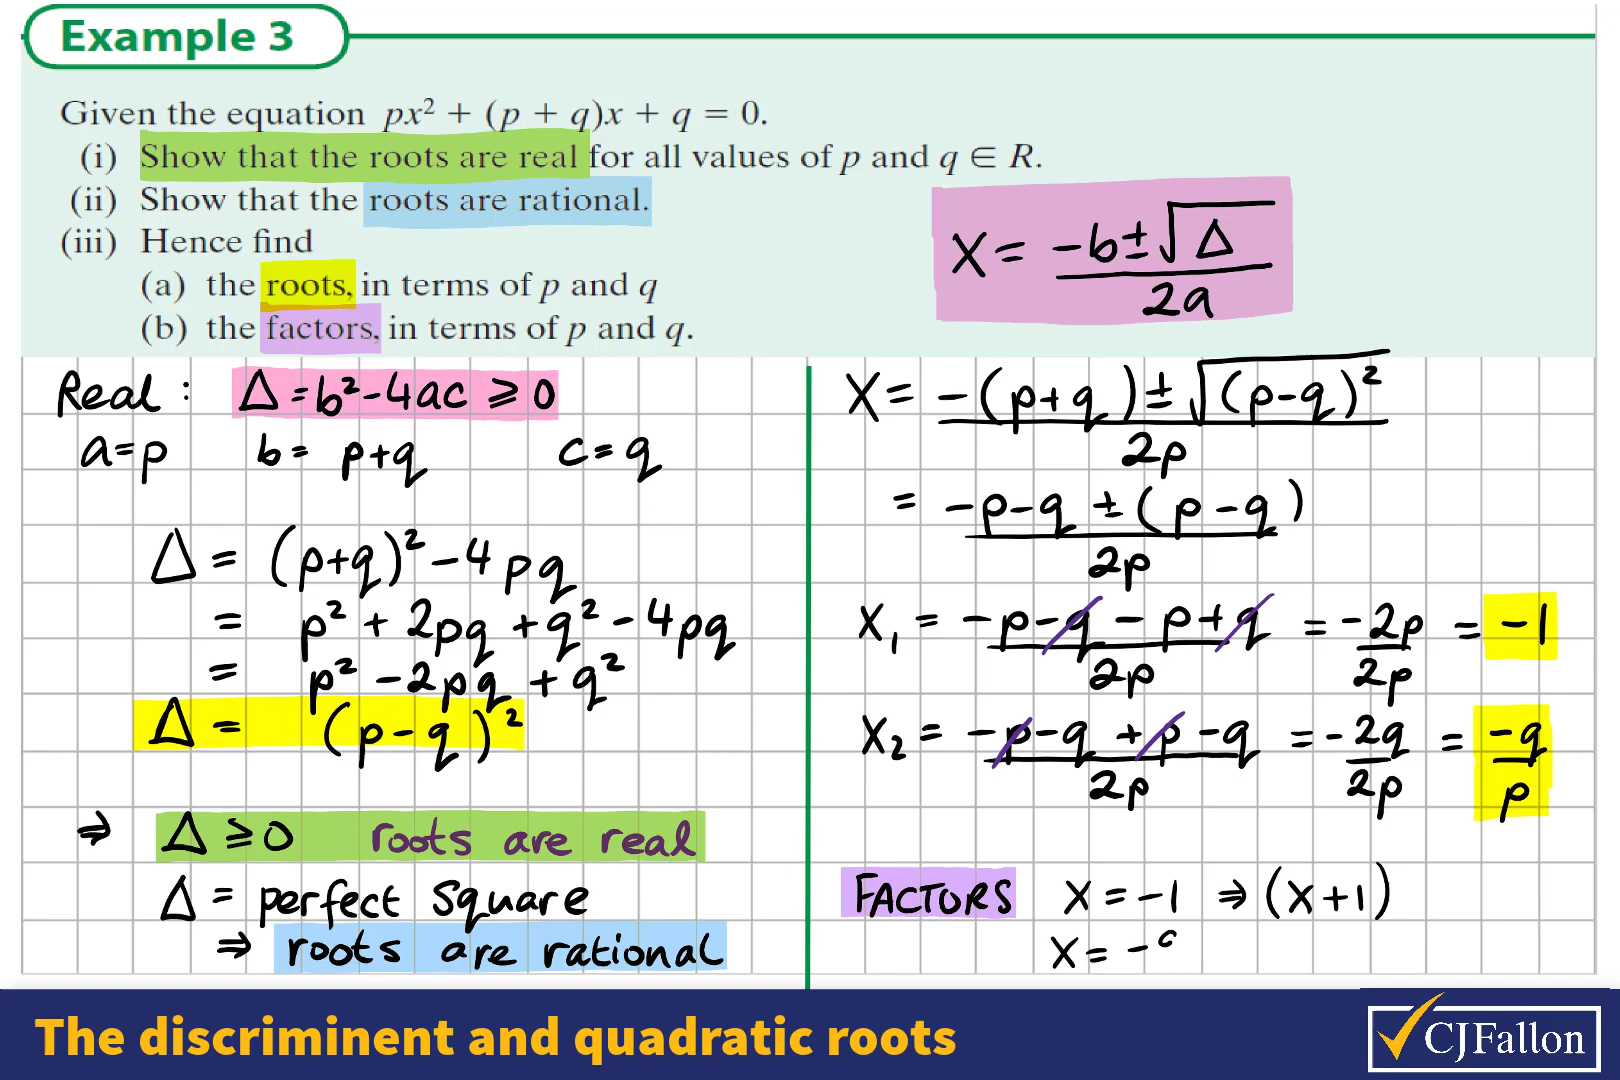 Example 3
Given the equation px² + (p + q)x + q = 0.
(i) Show that the roots are real for all values of p and q ∈ R.
(ii) Show that the roots are rational.
(iii) Hence find
(a) the roots, in terms of p and q
(b) the factors, in terms of p and q.
X = (-b ± √Δ) / 2a
Real : Δ = b² - 4ac ⩾ 0
a = p b = p+q c = q
Δ = (p+q)² - 4pq
= p² + 2pq + q² - 4pq
= p² - 2pq + q²
Δ = (p-q)²
⇒ Δ ≥ 0 roots are real
Δ = perfect square
⇒ roots are rational
X = (-(p+q) ± √(p-q)²) / 2p
= (-p-q ± (p-q)) / 2p
X₁ = (-p-q-p+q) / 2p = -2p / 2p = -1
X₂ = (-p-q+p-q) / 2p = -2q / 2p = -q / p
FACTORS X = -1 ⇒ (X+1)
X = -
The discriminent and quadratic roots
CJFallon